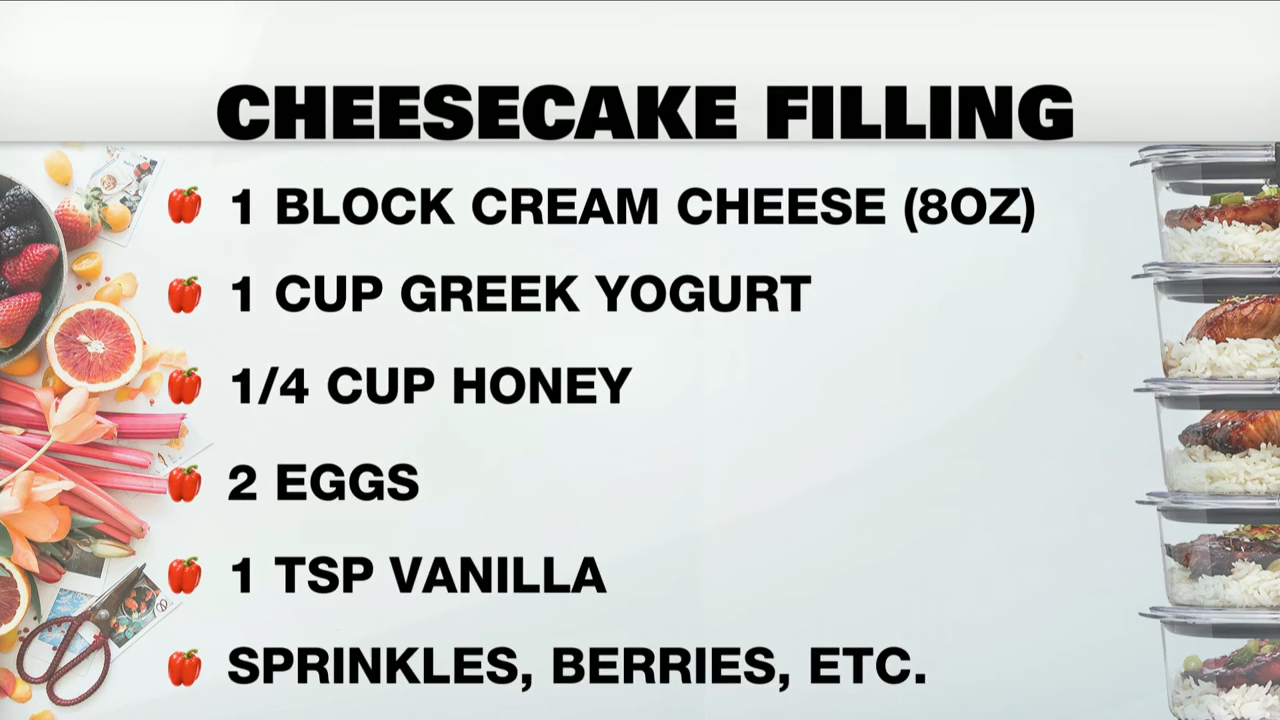 CHEESECAKE FILLING
1 BLOCK CREAM CHEESE (8OZ)
1 CUP GREEK YOGURT
1/4 CUP HONEY
2 EGGS
1 TSP VANILLA
SPRINKLES, BERRIES, ETC.